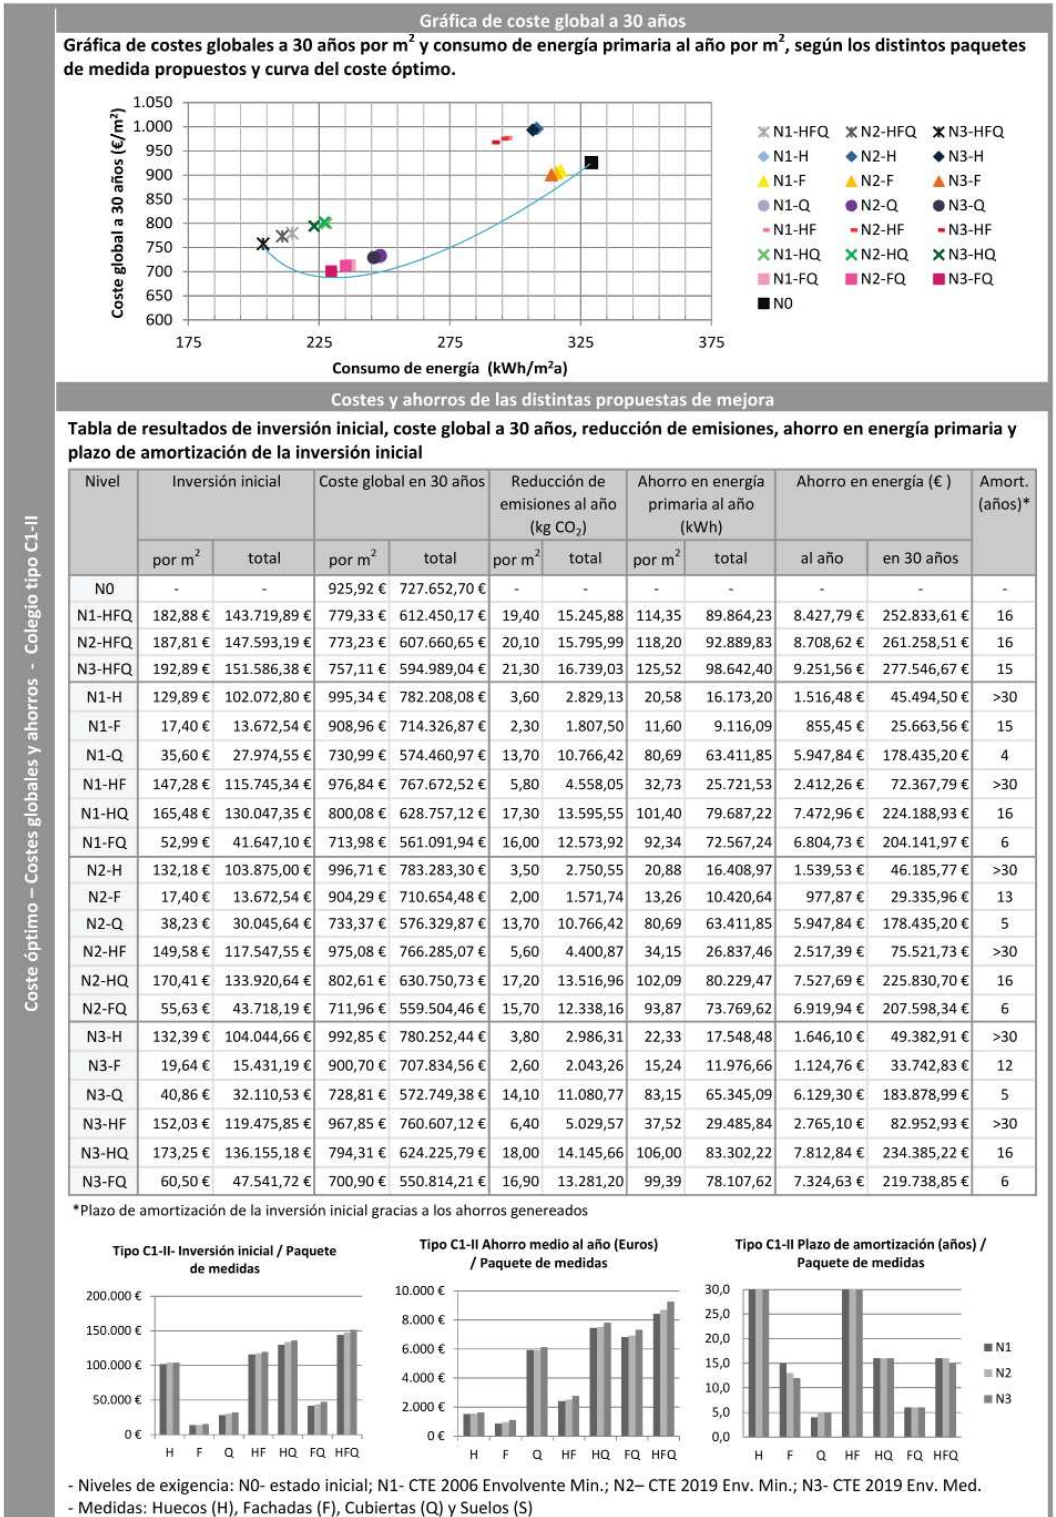 Gráfica de coste global a 30 años
Gráfica de costes globales a 30 años por m² y consumo de energía primaria al año por m², según los distintos paquetes
de medida propuestos y curva del coste óptimo.
Coste global a 30 años (€/m²)
1.050
1.000
950
900
850
800
750
700
650
600
175 225 275 325 375
Consumo de energía (kWh/m²a)
N1-HFQ N2-HFQ N3-HFQ
N1-H N2-H N3-H
N1-F N2-F N3-F
N1-Q N2-Q N3-Q
N1-HF N2-HF N3-HF
N1-HQ N2-HQ N3-HQ
N1-FQ N2-FQ N3-FQ
N0
Costes y ahorros de las distintas propuestas de mejora
Tabla de resultados de inversión inicial, coste global a 30 años, reducción de emisiones, ahorro en energía primaria y
plazo de amortización de la inversión inicial
Nivel Inversión inicial Coste global en 30 años Reducción de emisiones al año (kg CO₂) Ahorro en energía primaria al año (kWh) Ahorro en energía (€ ) Amort. (años)*
por m² total por m² total por m² total por m² total al año en 30 años
N0 - - 925,92 € 727.652,70 € - - - - - - -
N1-HFQ 182,88 € 143.719,89 € 779,33 € 612.450,17 € 19,40 15.245,88 114,35 89.864,23 8.427,79 € 252.833,61 € 16
N2-HFQ 187,81 € 147.593,19 € 773,23 € 607.660,65 € 20,10 15.795,99 118,20 92.889,83 8.708,62 € 261.258,51 € 16
N3-HFQ 192,89 € 151.586,38 € 757,11 € 594.989,04 € 21,30 16.739,03 125,52 98.642,40 9.251,56 € 277.546,67 € 15
N1-H 129,89 € 102.072,80 € 995,34 € 782.208,08 € 3,60 2.829,13 20,58 16.173,20 1.516,48 € 45.494,50 € >30
N1-F 17,40 € 13.672,54 € 908,96 € 714.326,87 € 2,30 1.807,50 11,60 9.116,09 855,45 € 25.663,56 € 15
N1-Q 35,60 € 27.974,55 € 730,99 € 574.460,97 € 13,70 10.766,42 80,69 63.411,85 5.947,84 € 178.435,20 € 4
N1-HF 147,28 € 115.745,34 € 976,84 € 767.672,52 € 5,80 4.558,05 32,73 25.721,53 2.412,26 € 72.367,79 € >30
N1-HQ 165,48 € 130.047,35 € 800,08 € 628.757,12 € 17,30 13.595,55 101,40 79.687,22 7.472,96 € 224.188,93 € 16
N1-FQ 52,99 € 41.647,10 € 713,98 € 561.091,94 € 16,00 12.573,92 92,34 72.567,24 6.804,73 € 204.141,97 € 6
N2-H 132,18 € 103.875,00 € 996,71 € 783.283,30 € 3,50 2.750,55 20,88 16.408,97 1.539,53 € 46.185,77 € >30
N2-F 17,40 € 13.672,54 € 904,29 € 710.654,48 € 2,00 1.571,74 13,26 10.420,64 977,87 € 29.335,96 € 13
N2-Q 38,23 € 30.045,64 € 733,37 € 576.329,87 € 13,70 10.766,42 80,69 63.411,85 5.947,84 € 178.435,20 € 5
N2-HF 149,58 € 117.547,55 € 975,08 € 766.285,07 € 5,60 4.400,87 34,15 26.837,46 2.517,39 € 75.521,73 € >30
N2-HQ 170,41 € 133.920,64 € 802,61 € 630.750,73 € 17,20 13.516,96 102,09 80.229,47 7.527,69 € 225.830,70 € 16
N2-FQ 55,63 € 43.718,19 € 711,96 € 559.504,46 € 15,70 12.338,16 93,87 73.769,62 6.919,94 € 207.598,34 € 6
N3-H 132,39 € 104.044,66 € 992,85 € 780.252,44 € 3,80 2.986,31 22,33 17.548,48 1.646,10 € 49.382,91 € >30
N3-F 19,64 € 15.431,19 € 900,70 € 707.834,56 € 2,60 2.043,26 15,24 11.976,66 1.124,76 € 33.742,83 € 12
N3-Q 40,86 € 32.110,53 € 728,81 € 572.749,38 € 14,10 11.080,77 83,15 65.345,09 6.129,30 € 183.878,99 € 5
N3-HF 152,03 € 119.475,85 € 967,85 € 760.607,12 € 6,40 5.029,57 37,52 29.485,84 2.765,10 € 82.952,93 € >30
N3-HQ 173,25 € 136.155,18 € 794,31 € 624.225,79 € 18,00 14.145,66 106,00 83.302,22 7.812,84 € 234.385,22 € 16
N3-FQ 60,50 € 47.541,72 € 700,90 € 550.814,21 € 16,90 13.281,20 99,39 78.107,62 7.324,63 € 219.738,85 € 6
*Plazo de amortización de la inversión inicial gracias a los ahorros genereados
Tipo C1-II- Inversión inicial / Paquete
de medidas
200.000 €
150.000 €
100.000 €
50.000 €
0 €
H F Q HF HQ FQ HFQ
Tipo C1-II Ahorro medio al año (Euros)
/ Paquete de medidas
10.000 €
8.000 €
6.000 €
4.000 €
2.000 €
0 €
H F Q HF HQ FQ HFQ
Tipo C1-II Plazo de amortización (años) /
Paquete de medidas
30,0
25,0
20,0
15,0
10,0
5,0
0,0
H F Q HF HQ FQ HFQ
N1
N2
N3
- Niveles de exigencia: N0- estado inicial; N1- CTE 2006 Envolvente Min.; N2– CTE 2019 Env. Min.; N3- CTE 2019 Env. Med.
- Medidas: Huecos (H), Fachadas (F), Cubiertas (Q) y Suelos (S)
Coste óptimo – Costes globales y ahorros - Colegio tipo C1-II